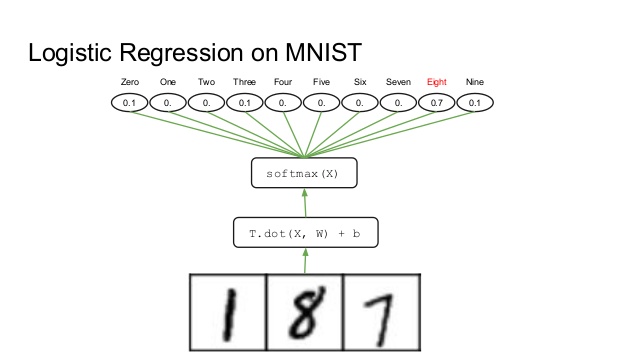 Logistic Regression on MNIST
Zero One Two Three Four Five Six Seven Eight Nine
0.1 0. 0. 0.1 0. 0. 0. 0. 0.7 0.1
softmax(X)
T.dot(X, W) + b
1 8 7